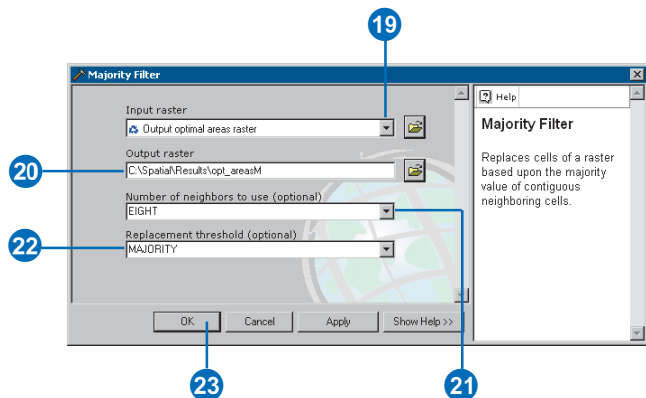 19
Majority Filter
Input raster
Output optimal areas raster
Output raster
20
C:\Spatial\Results\opt_areasM
Number of neighbors to use (optional)
EIGHT
22
Replacement threshold (optional)
MAJORITY
OK
Cancel
Apply
Show Help >>
Help
Majority Filter
Replaces cells of a raster
based upon the majority
value of contiguous
neighboring cells.
23
21